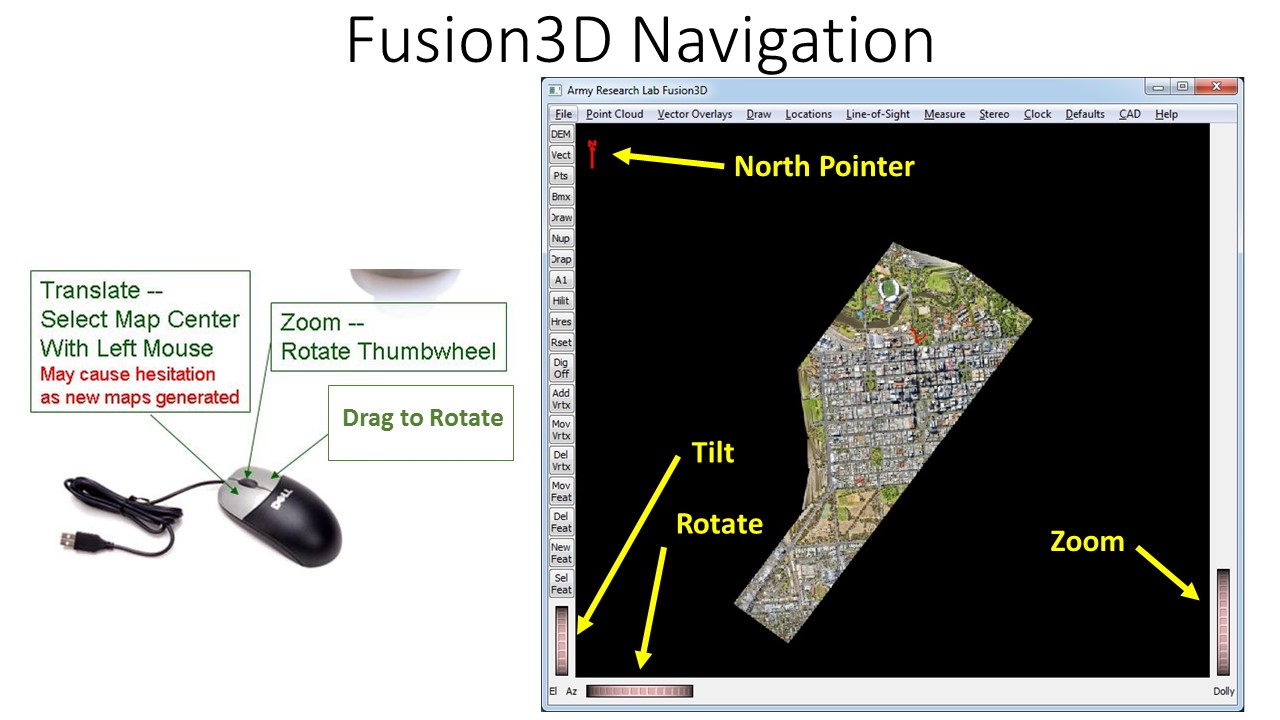 Fusion3D Navigation
Translate --
Select Map Center
With Left Mouse
May cause hesitation
as new maps generated
Zoom --
Rotate Thumbwheel
Drag to Rotate
DELL
Army Research Lab Fusion3D
File Point Cloud Vector Overlays Draw Locations Line-of-Sight Measure Stereo Clock Defaults CAD Help
DEM
Vect
Pts
Bmx
Draw
Nup
Drap
A1
Hilit
Hres
Rset
Dig
Off
Add
Vrtx
Mov
Vrtx
Del
Vrtx
Mov
Feat
Del
Feat
New
Feat
Sel
Feat
N
North Pointer
Tilt
Rotate
Zoom
El Az
Dolly